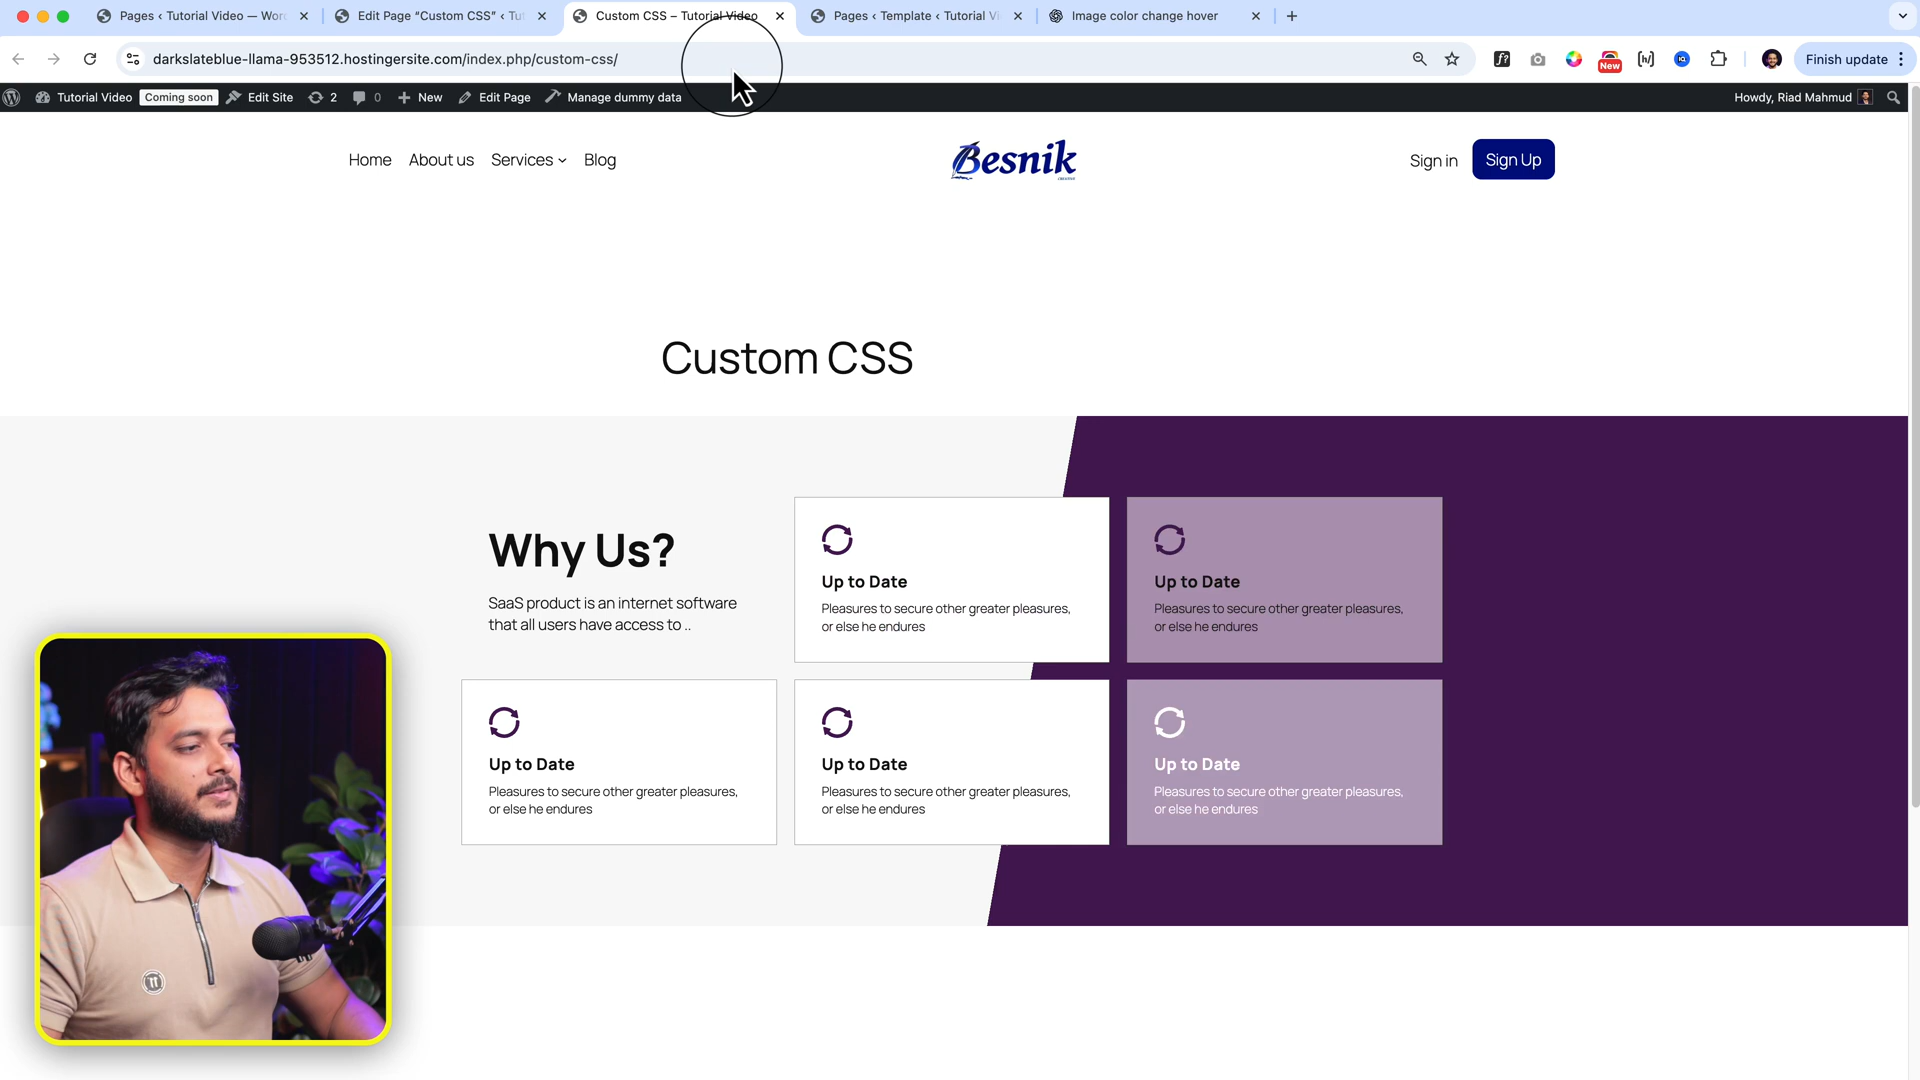 Pages ‹ Tutorial Video — Wor
Edit Page “Custom CSS” ‹ Tu
Custom CSS – Tutorial Video
Pages ‹ Template ‹ Tutorial Vi
Image color change hover
darkslateblue-llama-953512.hostingersite.com/index.php/custom-css/
f?
New
[h/]
Finish update
Tutorial Video
Coming soon
Edit Site
2
0
New
Edit Page
Manage dummy data
Howdy, Riad Mahmud
Home
About us
Services
Blog
Besnik
Sign in
Sign Up
Custom CSS
Why Us?
SaaS product is an internet software
that all users have access to ..
Up to Date
Pleasures to secure other greater pleasures,
or else he endures
Up to Date
Pleasures to secure other greater pleasures,
or else he endures
Up to Date
Pleasures to secure other greater pleasures,
or else he endures
Up to Date
Pleasures to secure other greater pleasures,
or else he endures
Up to Date
Pleasures to secure other greater pleasures,
or else he endures